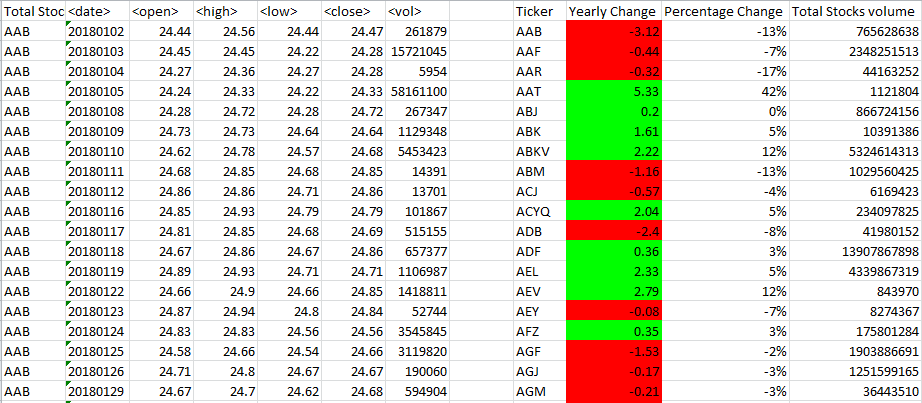 Total Stoc <date> <open> <high> <low> <close> <vol> Ticker Yearly Change Percentage Change Total Stocks volume
AAB 20180102 24.44 24.56 24.44 24.47 261879 AAB -3.12 -13% 765628638
AAB 20180103 24.45 24.45 24.22 24.28 15721045 AAF -0.44 -7% 2348251513
AAB 20180104 24.27 24.36 24.27 24.28 5954 AAR -0.32 -17% 44163252
AAB 20180105 24.24 24.33 24.22 24.33 58161100 AAT 5.33 42% 1121804
AAB 20180108 24.28 24.72 24.28 24.72 267347 ABJ 0.2 0% 866724156
AAB 20180109 24.73 24.73 24.64 24.64 1129348 ABK 1.61 5% 10391386
AAB 20180110 24.62 24.78 24.57 24.68 5453423 ABKV 2.22 12% 5324614313
AAB 20180111 24.68 24.85 24.68 24.85 14391 ABM -1.16 -13% 1029560425
AAB 20180112 24.86 24.86 24.71 24.86 13701 ACJ -0.57 -4% 6169423
AAB 20180116 24.85 24.93 24.79 24.79 101867 ACYQ 2.04 5% 234097825
AAB 20180117 24.81 24.85 24.68 24.69 515155 ADB -2.4 -8% 41980152
AAB 20180118 24.67 24.86 24.67 24.86 657377 ADF 0.36 3% 13907867898
AAB 20180119 24.89 24.93 24.71 24.71 1106987 AEL 2.33 5% 4339867319
AAB 20180122 24.66 24.9 24.66 24.85 1418811 AEV 2.79 12% 843970
AAB 20180123 24.87 24.94 24.8 24.84 52744 AEY -0.08 -7% 8274367
AAB 20180124 24.83 24.83 24.56 24.56 3545845 AFZ 0.35 3% 175801284
AAB 20180125 24.58 24.66 24.54 24.66 3119820 AGF -1.53 -2% 1903886691
AAB 20180126 24.71 24.8 24.67 24.67 190060 AGJ -0.17 -3% 1251599165
AAB 20180129 24.67 24.7 24.62 24.68 594904 AGM -0.21 -3% 36443510